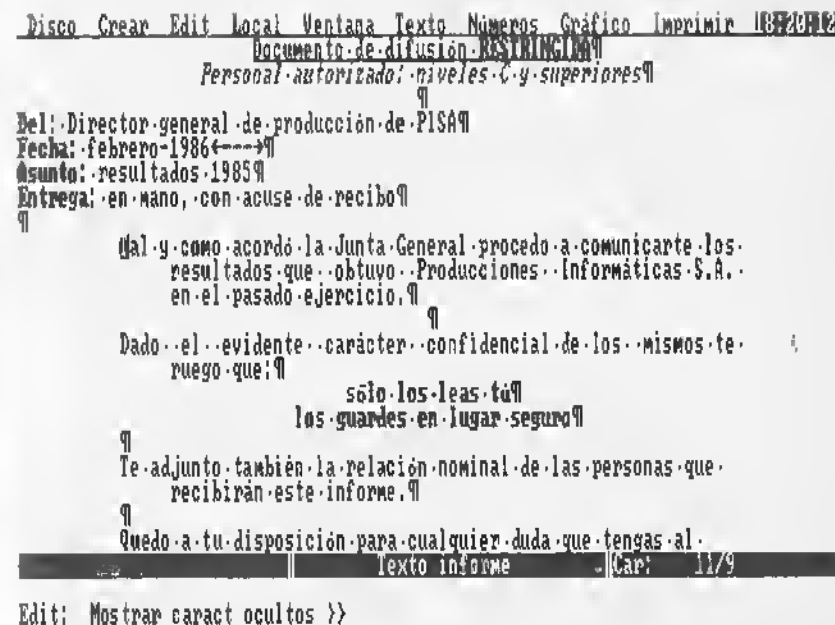 Disco Crear Edit Local Ventana Texto Números Gráfico Imprimir
Documento·de·difusión·RESTRINGIDA¶
Personal·autorizado:·niveles·C·y·superiores¶
¶
Del:·Director·general·de·producción·de·PISA¶
Fecha:·febrero-1986←---→¶
Asunto:·resultados·1985¶
Entrega:·en·mano,·con·acuse·de·recibo¶
¶
·y·como·acordó·la·Junta·General·procedo·a·comunicarte·los·
resultados·que··obtuvo··Producciones··Informáticas·S.A.·
en·el·pasado·ejercicio.¶
¶
Dado··el··evidente··carácter··confidencial·de·los··mismos·te·
ruego·que:¶
sólo·los·leas·tú¶
los·guardes·en·lugar·seguro¶
¶
Te·adjunto·también·la·relación·nominal·de·las·personas·que·
recibirán·este·informe.¶
¶
Quedo·a·tu·disposición·para·cualquier·duda·que·tengas·al·
Texto informe Car: 11/9
Edit: Mostrar caract ocultos >>